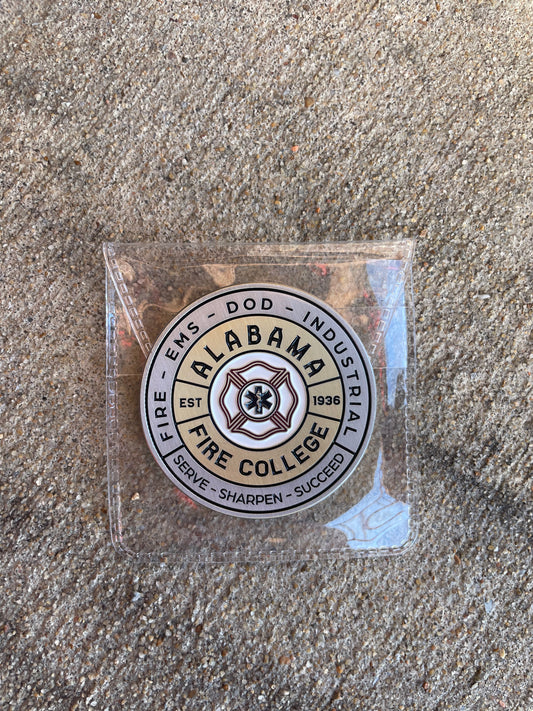 FIRE - EMS - DOD - INDUSTRIAL
ALABAMA
EST 1936
FIRE COLLEGE
SERVE - SHARPEN - SUCCEED